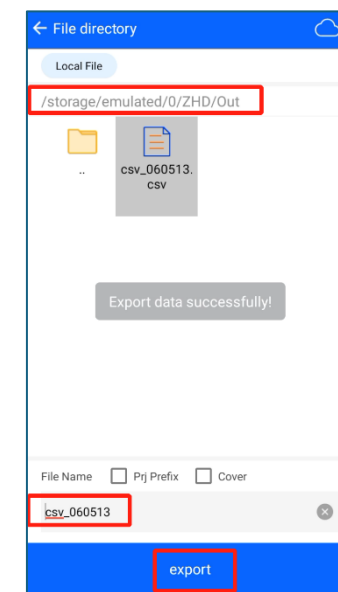 ← File directory
Local File
/storage/emulated/0/ZHD/Out
..
csv_060513.
csv
Export data successfully!
File Name Prj Prefix Cover
csv_060513
export